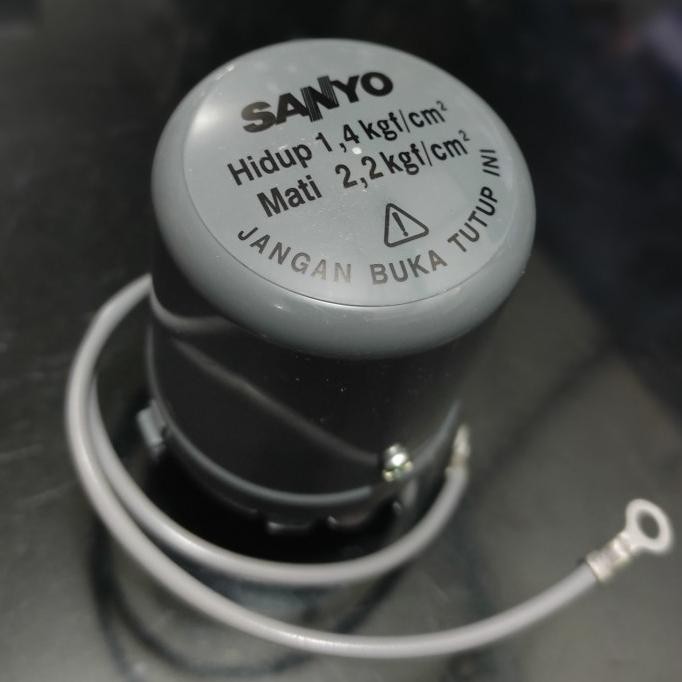 SANYO
Hidup 1,4 kgf/cm²
Mati 2,2 kgf/cm²
JANGAN BUKA TUTUP INI